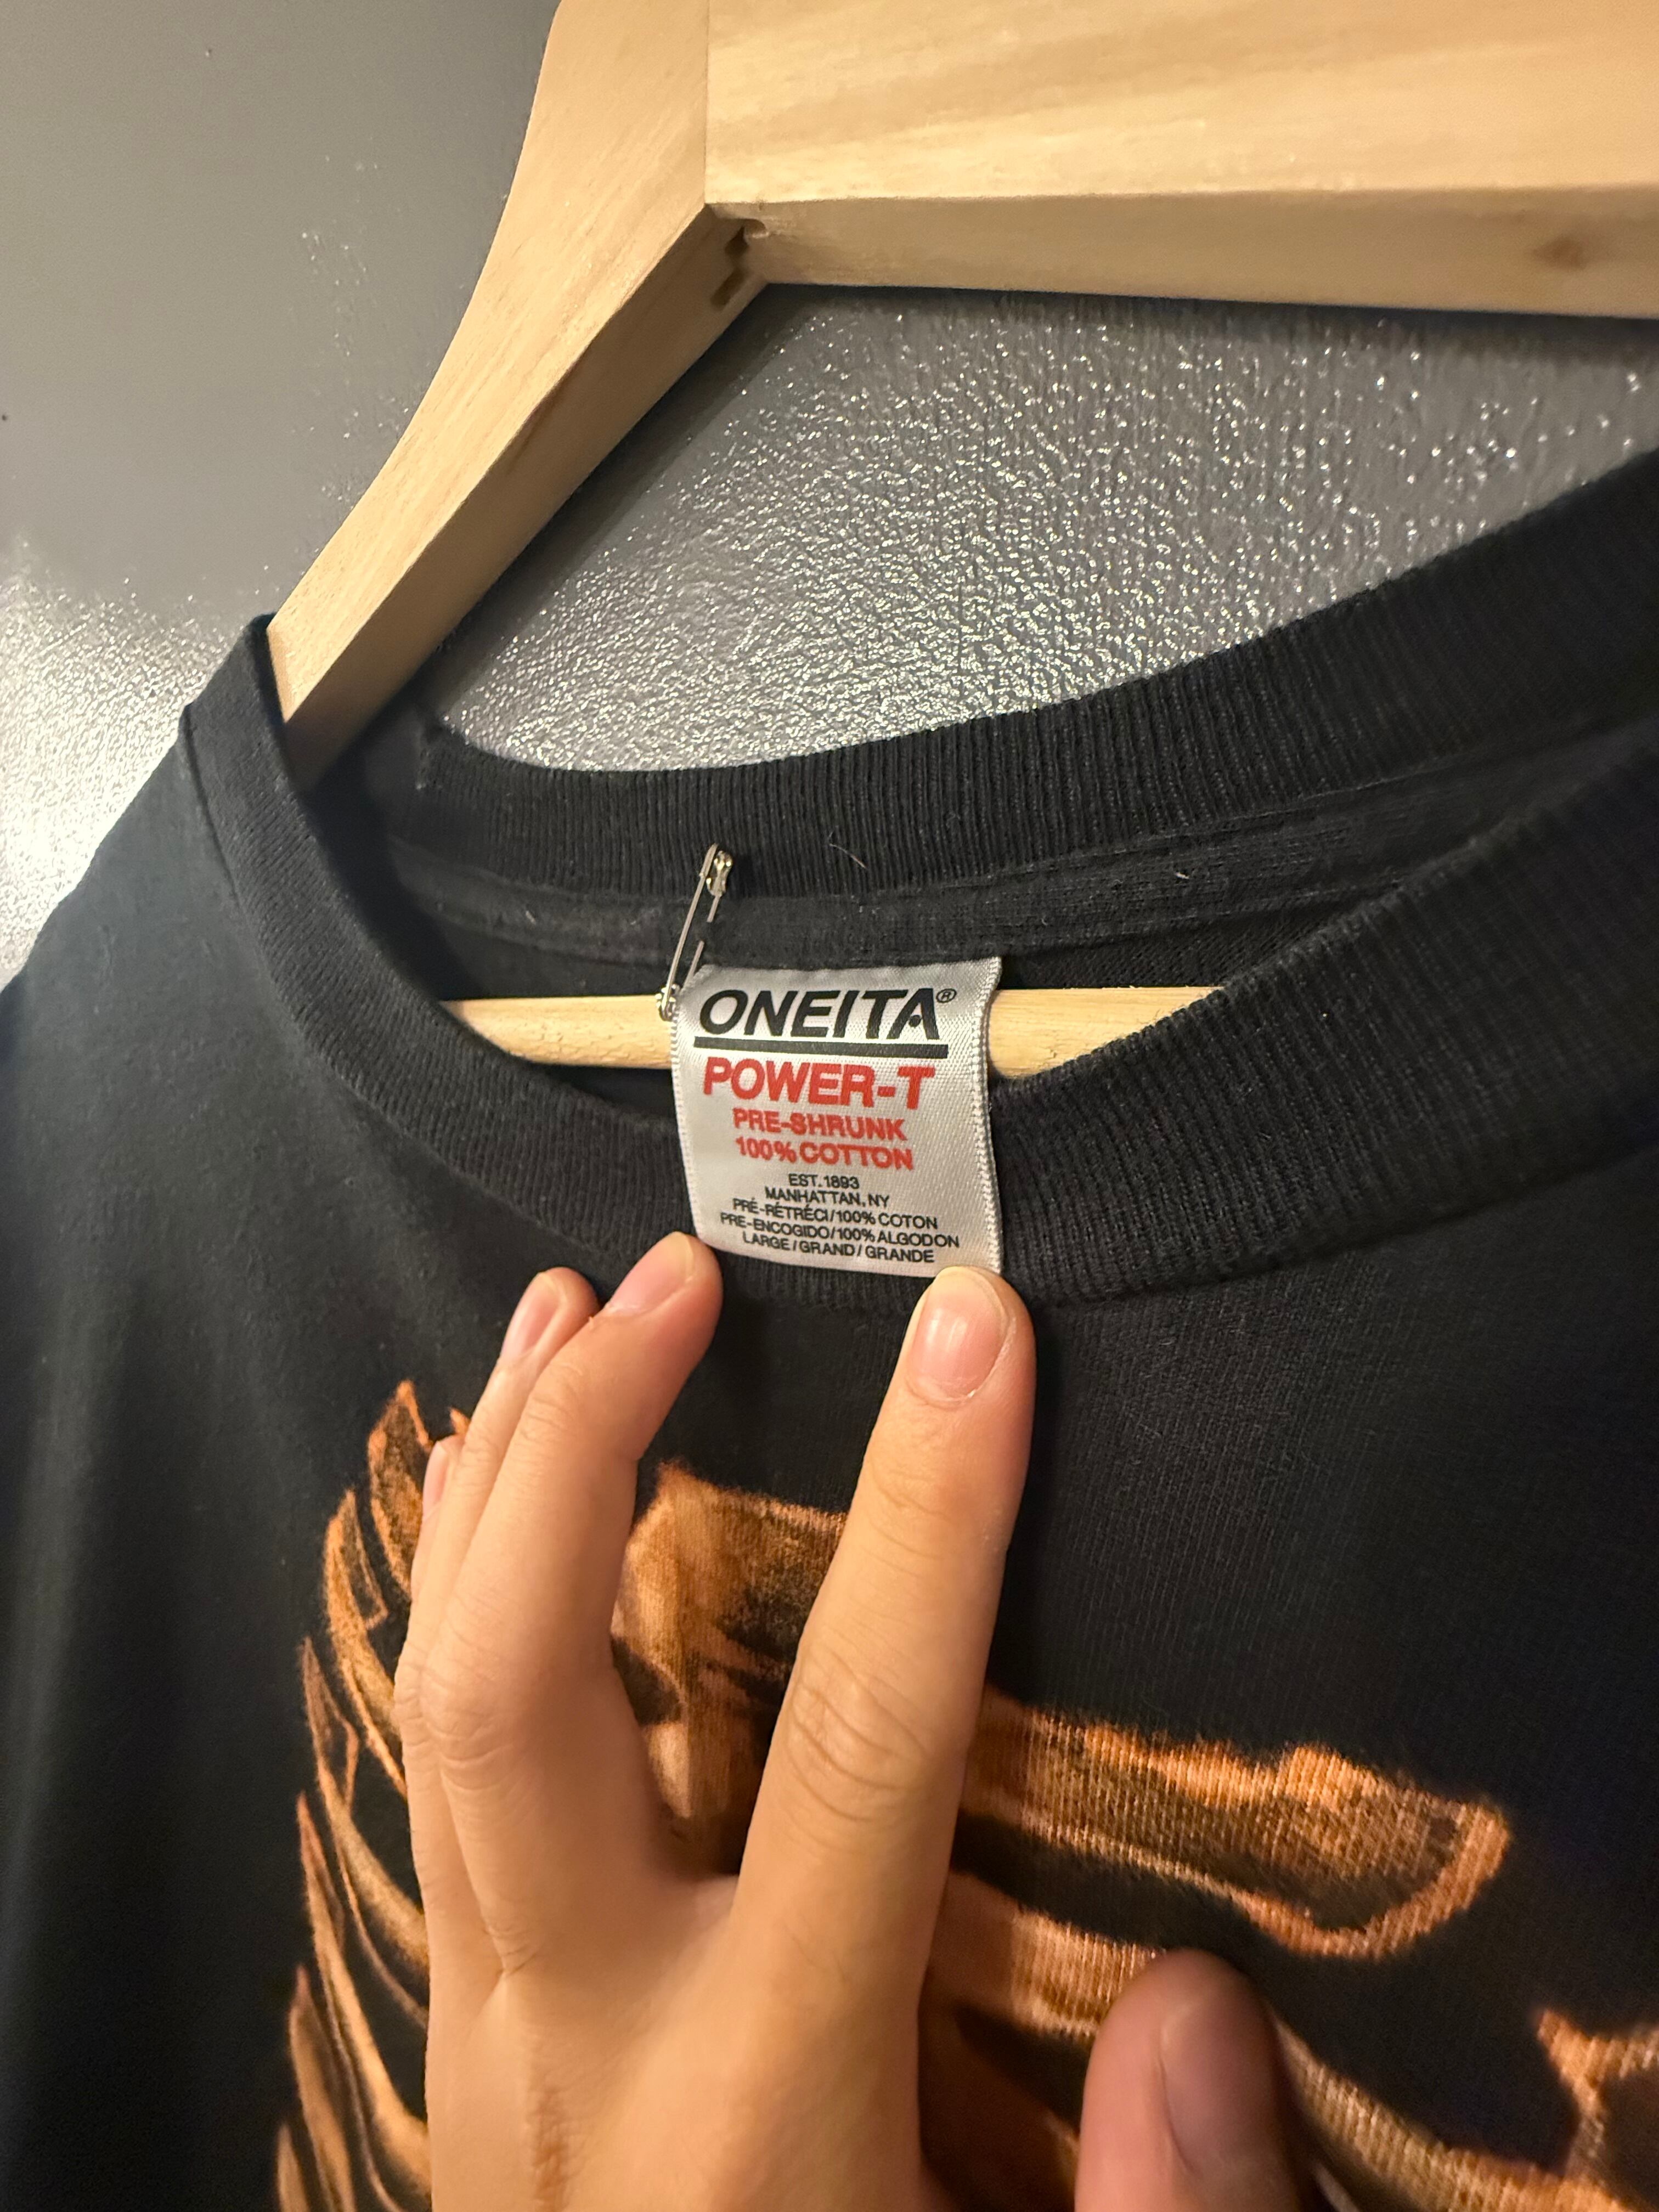 ONEITA®
POWER-T
PRE-SHRUNK
100% COTTON
EST. 1893
MANHATTAN, NY
PRÉ-RÉTRÉCI/100% COTON
PRE-ENCOGIDO/100% ALGODON
LARGE/GRAND/GRANDE